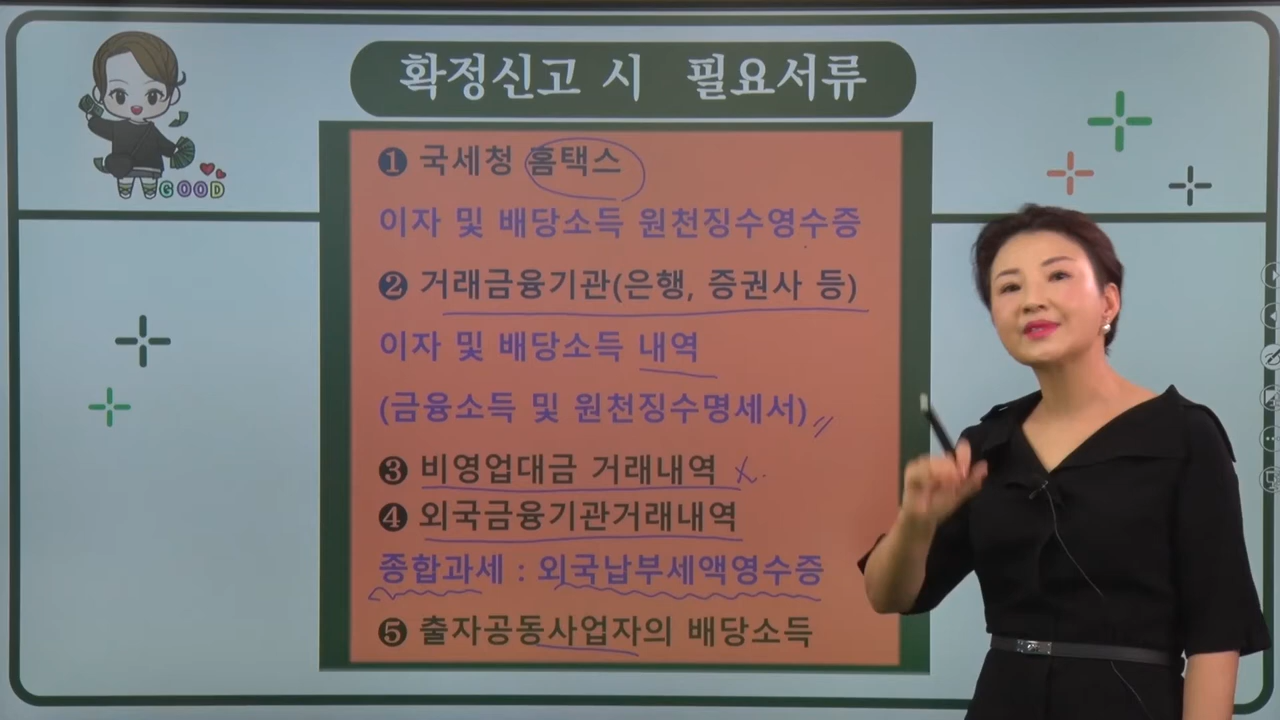 확정신고 시 필요서류
GOOD
❶ 국세청 홈택스
이자 및 배당소득 원천징수영수증
❷ 거래금융기관(은행, 증권사 등)
이자 및 배당소득 내역
(금융소득 및 원천징수명세서)
❸ 비영업대금 거래내역 x.
❹ 외국금융기관거래내역
종합과세 : 외국납부세액영수증
❺ 출자공동사업자의 배당소득